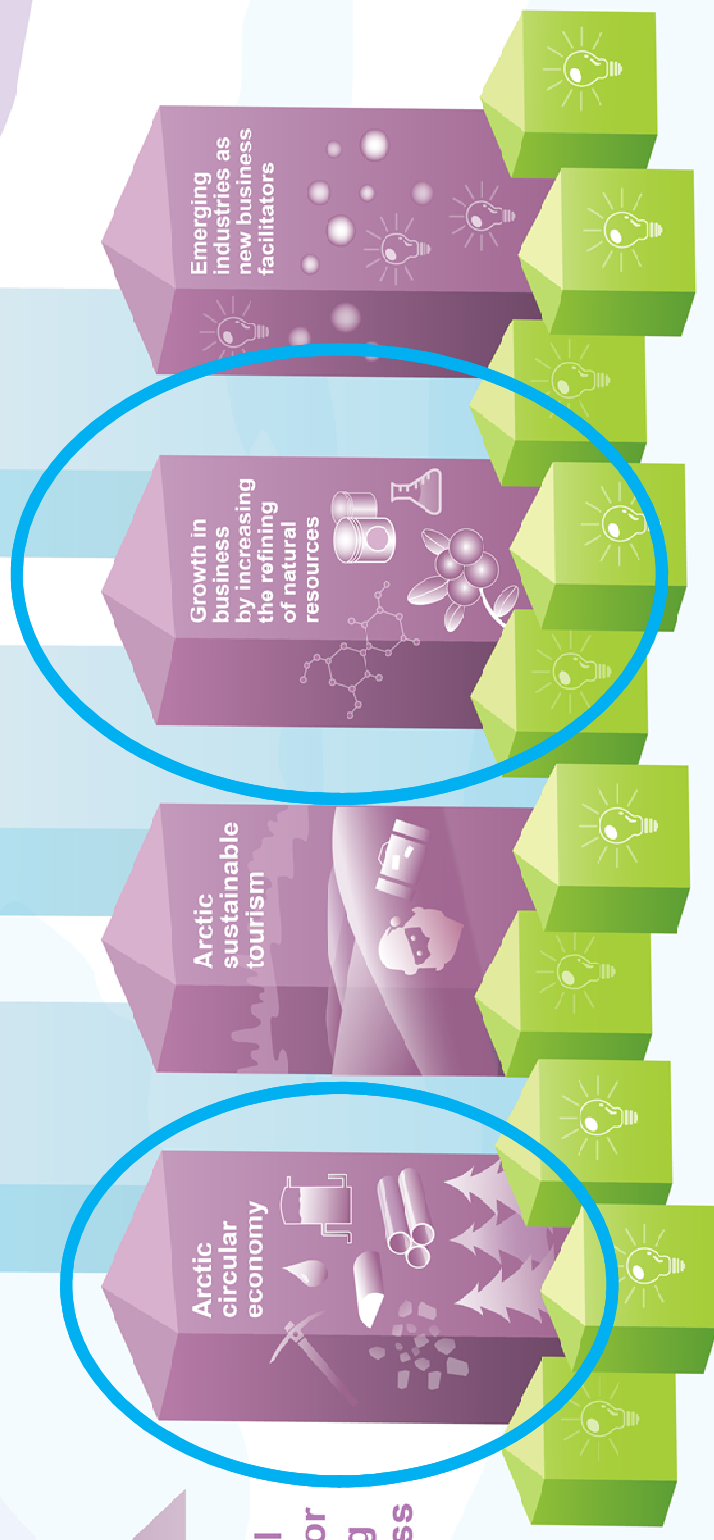 Arctic
circular
economy
Arctic
sustainable
tourism
Growth in
business
by increasing
the refining
of natural
resources
Emerging
industries as
new business
facilitators